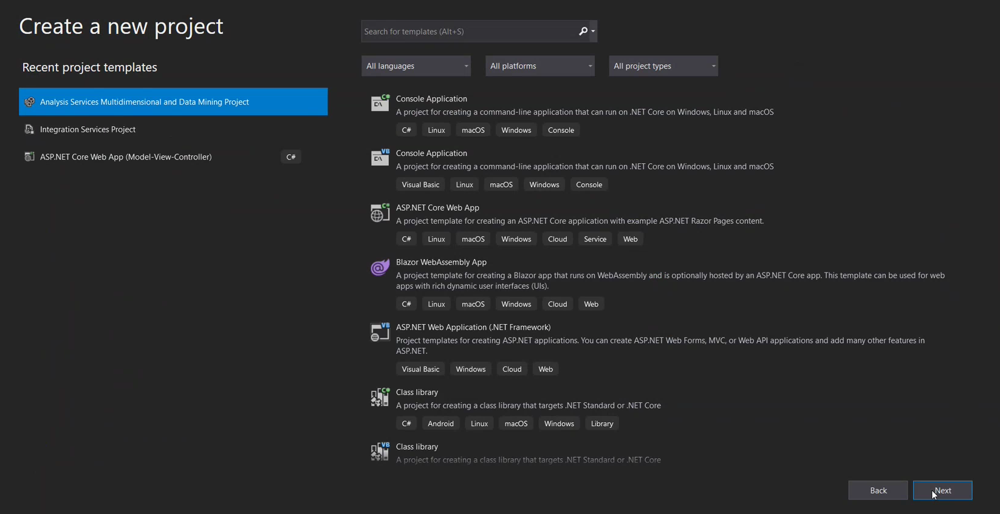 Create a new project
Search for templates (Alt+S)
Recent project templates
All languages
All platforms
All project types
Analysis Services Multidimensional and Data Mining Project
Integration Services Project
ASP.NET Core Web App (Model-View-Controller)
C#
C#
Console Application
A project for creating a command-line application that can run on .NET Core on Windows, Linux and macOS
C# Linux macOS Windows Console
VB
Console Application
A project for creating a command-line application that can run on .NET Core on Windows, Linux and macOS
Visual Basic Linux macOS Windows Console
C#
ASP.NET Core Web App
A project template for creating an ASP.NET Core application with example ASP.NET Razor Pages content.
C# Linux macOS Windows Cloud Service Web
Blazor WebAssembly App
A project template for creating a Blazor app that runs on WebAssembly and is optionally hosted by an ASP.NET Core app. This template can be used for web
apps with rich dynamic user interfaces (UIs).
C# Linux macOS Windows Cloud Web
VB
ASP.NET Web Application (.NET Framework)
Project templates for creating ASP.NET applications. You can create ASP.NET Web Forms, MVC, or Web API applications and add many other features in
ASP.NET.
Visual Basic Windows Cloud Web
C#
Class library
A project for creating a class library that targets .NET Standard or .NET Core
C# Android Linux macOS Windows Library
VB
Class library
A project for creating a class library that targets .NET Standard or .NET Core
Back
Next